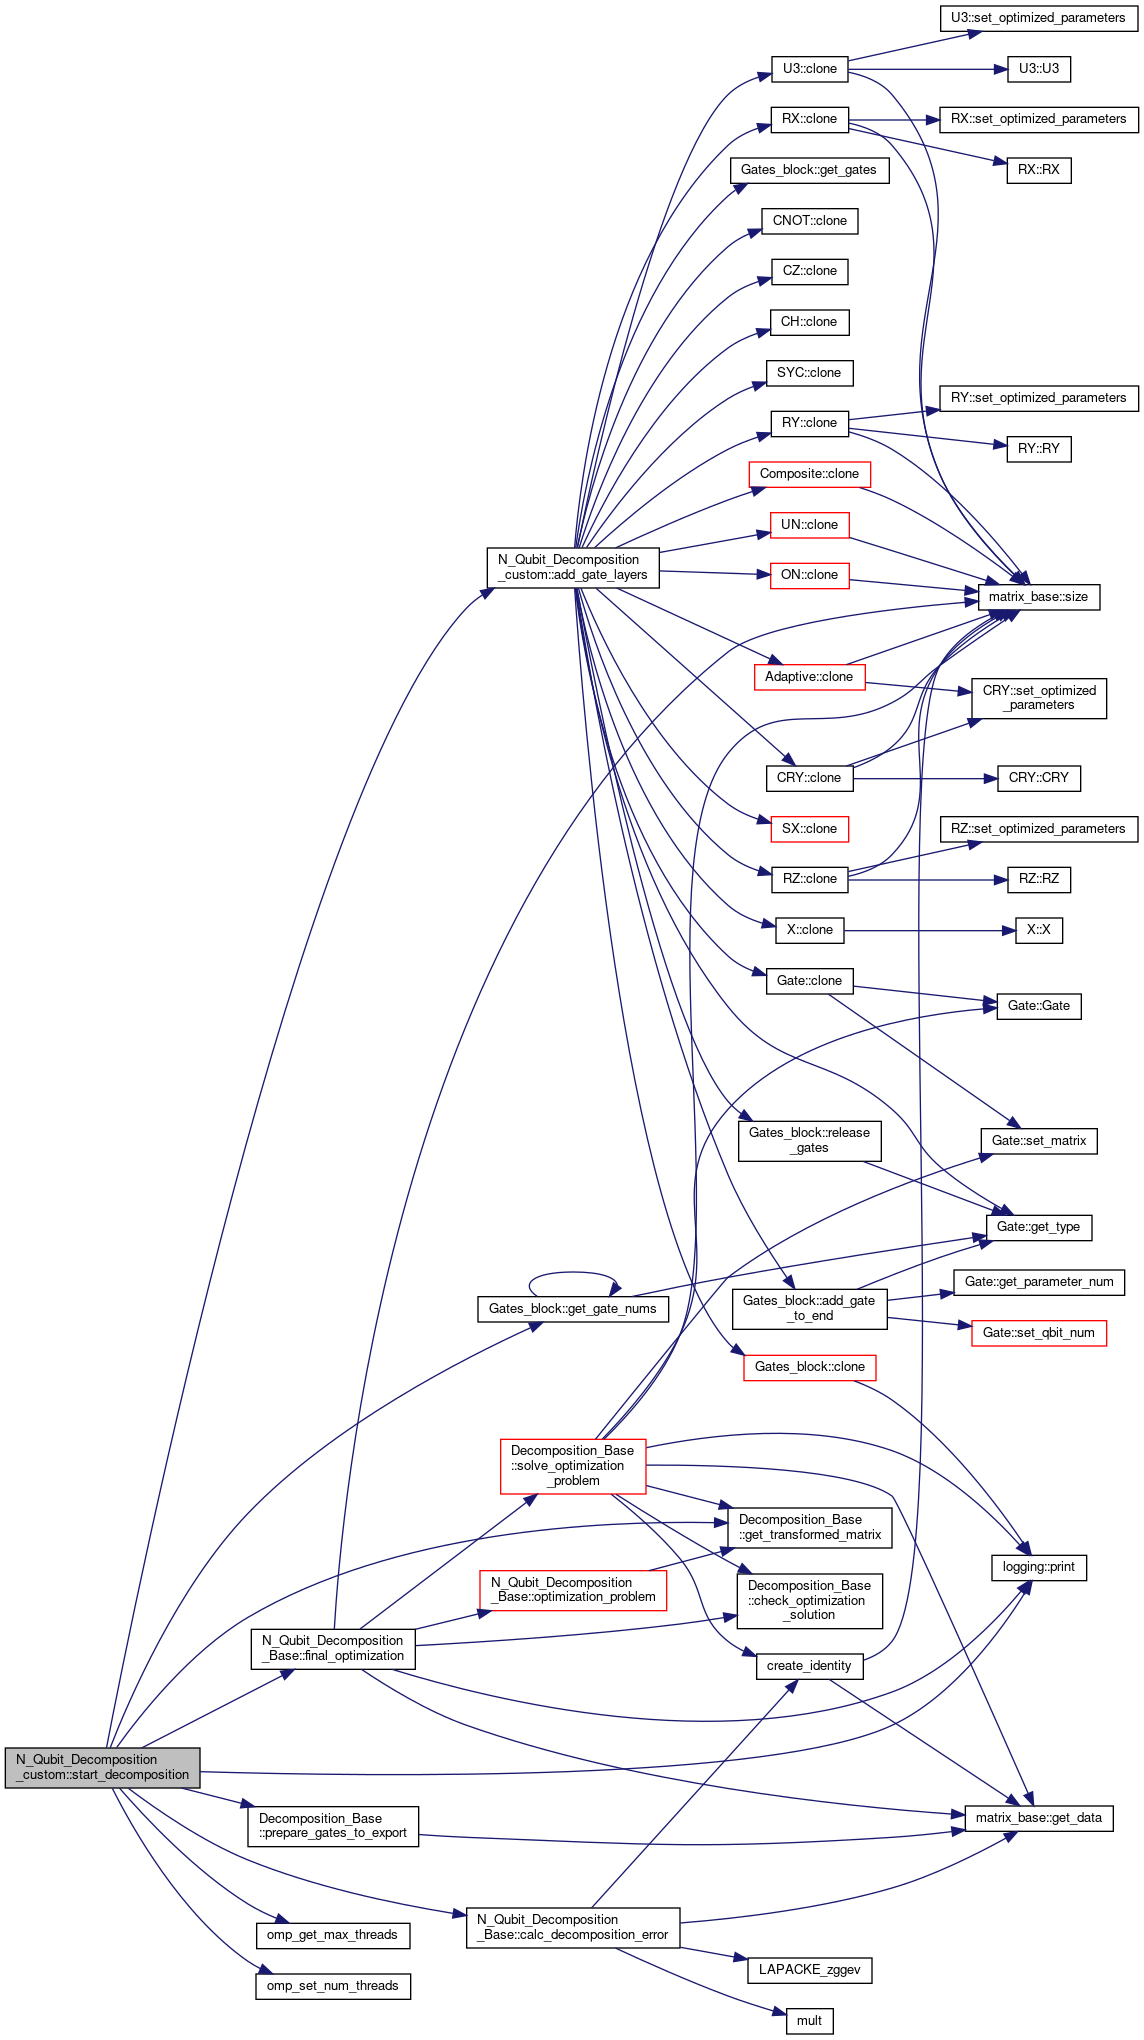 U3::set_optimized_parameters
U3::clone
U3::U3
RX::clone
RX::set_optimized_parameters
Gates_block::get_gates
RX::RX
CNOT::clone
CZ::clone
CH::clone
SYC::clone
RY::set_optimized_parameters
RY::clone
RY::RY
Composite::clone
UN::clone
N_Qubit_Decomposition
_custom::add_gate_layers
ON::clone
matrix_base::size
Adaptive::clone
CRY::set_optimized
_parameters
CRY::clone
CRY::CRY
SX::clone
RZ::set_optimized_parameters
RZ::clone
RZ::RZ
X::clone
X::X
Gate::clone
Gate::Gate
Gates_block::release
_gates
Gate::set_matrix
Gate::get_type
Gates_block::get_gate_nums
Gates_block::add_gate
_to_end
Gate::get_parameter_num
Gate::set_qbit_num
Gates_block::clone
Decomposition_Base
::solve_optimization
_problem
Decomposition_Base
::get_transformed_matrix
logging::print
N_Qubit_Decomposition
_Base::optimization_problem
Decomposition_Base
::check_optimization
_solution
N_Qubit_Decomposition
_Base::final_optimization
create_identity
N_Qubit_Decomposition
_custom::start_decomposition
Decomposition_Base
::prepare_gates_to_export
matrix_base::get_data
omp_get_max_threads
N_Qubit_Decomposition
_Base::calc_decomposition_error
LAPACKE_zggev
omp_set_num_threads
mult